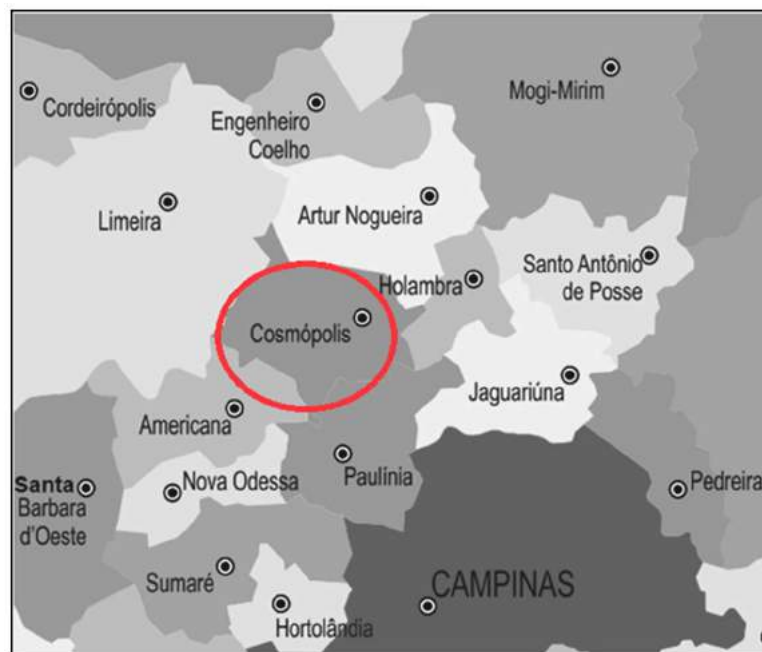 Mogi-Mirim
Cordeirópolis
Engenheiro
Coelho
Limeira
Artur Nogueira
Santo Antônio
de Posse
Holambra
Cosmópolis
Jaguariúna
Americana
Santa
Barbara
d'Oeste
Nova Odessa
Paulínia
Pedreira
Sumaré
CAMPINAS
Hortolândia